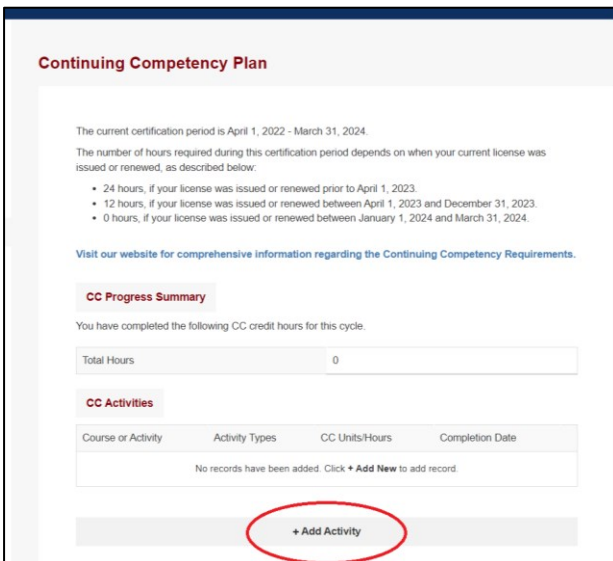 Continuing Competency Plan
The current certification period is April 1, 2022 - March 31, 2024.
The number of hours required during this certification period depends on when your current license was
issued or renewed, as described below:
• 24 hours, if your license was issued or renewed prior to April 1, 2023.
• 12 hours, if your license was issued or renewed between April 1, 2023 and December 31, 2023.
• 0 hours, if your license was issued or renewed between January 1, 2024 and March 31, 2024.
Visit our website for comprehensive information regarding the Continuing Competency Requirements.
CC Progress Summary
You have completed the following CC credit hours for this cycle.
Total Hours 0
CC Activities
Course or Activity Activity Types CC Units/Hours Completion Date
No records have been added. Click + Add New to add record.
+ Add Activity